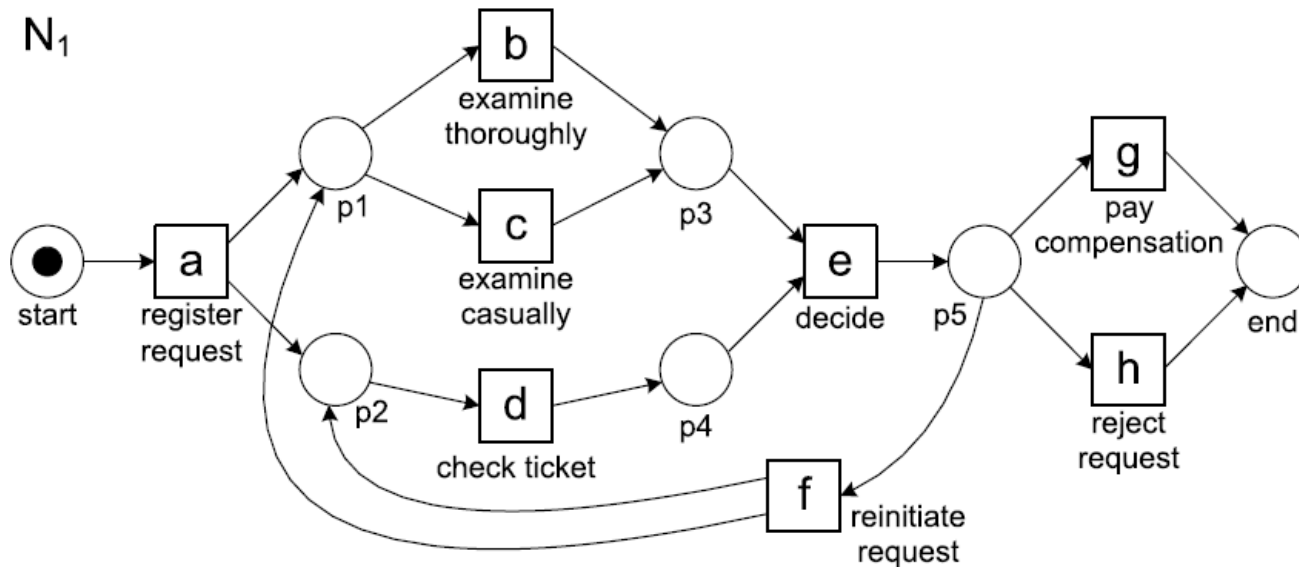 N1
b
examine
thoroughly
p1
c
examine
casually
p3
start
a
register
request
p2
d
check ticket
p4
e
decide
p5
f
reinitiate
request
g
pay
compensation
h
reject
request
end